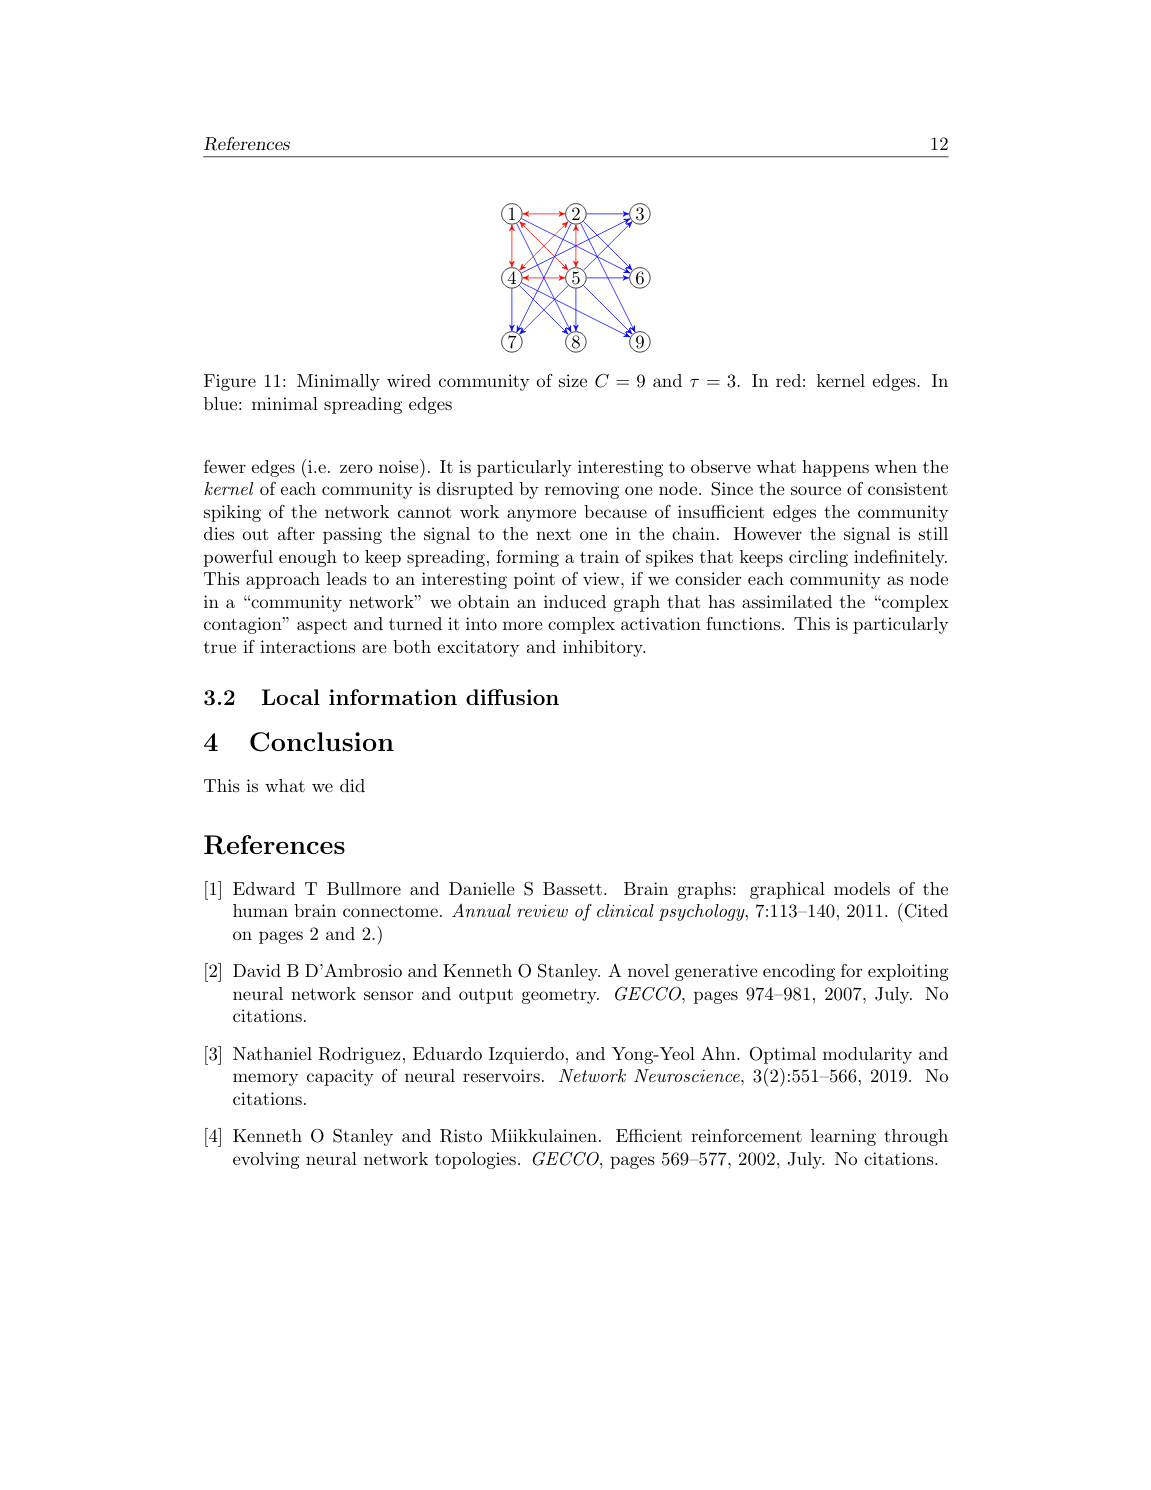 References 12
1 2 3
4 5 6
7 8 9
Figure 11: Minimally wired community of size C = 9 and τ = 3. In red: kernel edges. In
blue: minimal spreading edges
fewer edges (i.e. zero noise). It is particularly interesting to observe what happens when the
kernel of each community is disrupted by removing one node. Since the source of consistent
spiking of the network cannot work anymore because of insufficient edges the community
dies out after passing the signal to the next one in the chain. However the signal is still
powerful enough to keep spreading, forming a train of spikes that keeps circling indefinitely.
This approach leads to an interesting point of view, if we consider each community as node
in a “community network” we obtain an induced graph that has assimilated the “complex
contagion” aspect and turned it into more complex activation functions. This is particularly
true if interactions are both excitatory and inhibitory.
3.2 Local information diffusion
4 Conclusion
This is what we did
References
[1] Edward T Bullmore and Danielle S Bassett. Brain graphs: graphical models of the
human brain connectome. Annual review of clinical psychology, 7:113–140, 2011. (Cited
on pages 2 and 2.)
[2] David B D’Ambrosio and Kenneth O Stanley. A novel generative encoding for exploiting
neural network sensor and output geometry. GECCO, pages 974–981, 2007, July. No
citations.
[3] Nathaniel Rodriguez, Eduardo Izquierdo, and Yong-Yeol Ahn. Optimal modularity and
memory capacity of neural reservoirs. Network Neuroscience, 3(2):551–566, 2019. No
citations.
[4] Kenneth O Stanley and Risto Miikkulainen. Efficient reinforcement learning through
evolving neural network topologies. GECCO, pages 569–577, 2002, July. No citations.